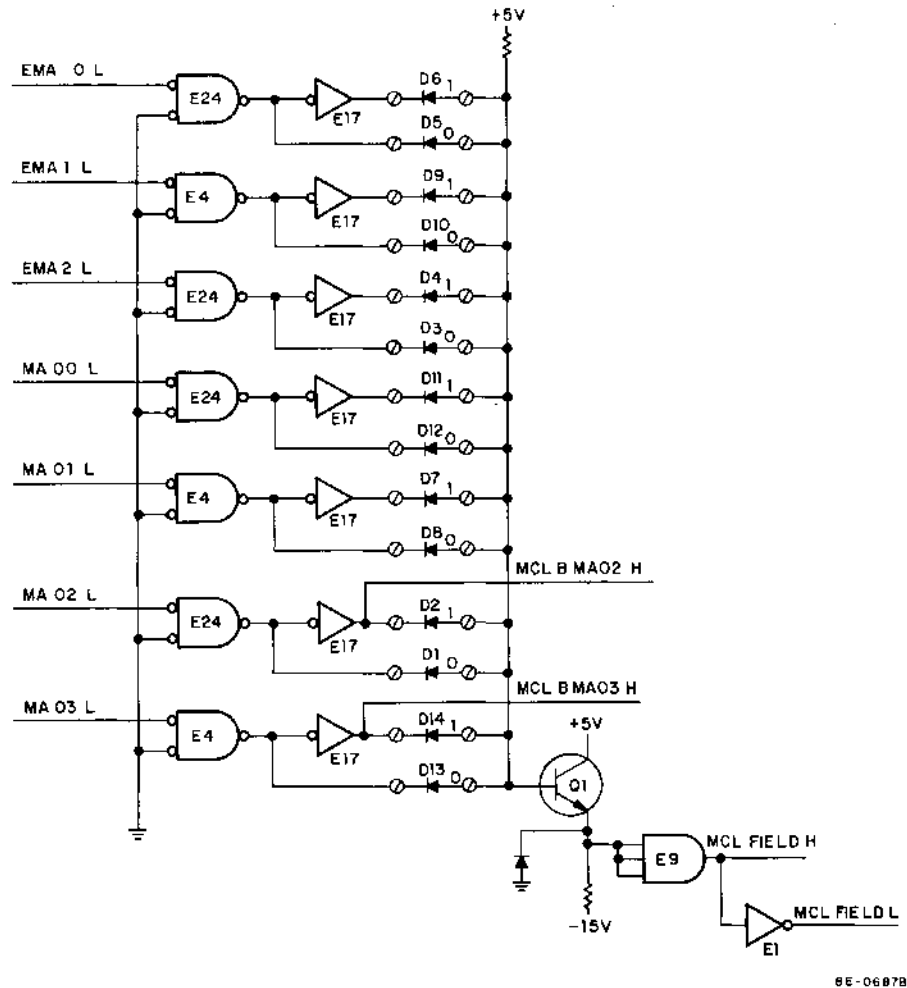 +5V
EMA 0 L
E24
E17
D6 1
D5 0
EMA 1 L
E4
E17
D9 1
D10 0
EMA 2 L
E24
E17
D4 1
D3 0
MA 00 L
E24
E17
D11 1
D12 0
MA 01 L
E4
E17
D7 1
D8 0
MCL B MA02 H
MA 02 L
E24
E17
D2 1
D1 0
MCL B MA03 H
MA 03 L
E4
E17
D14 1
D13 0
+5V
Q1
E9
MCL FIELD H
-15V
E1
MCL FIELD L
8E-0687B